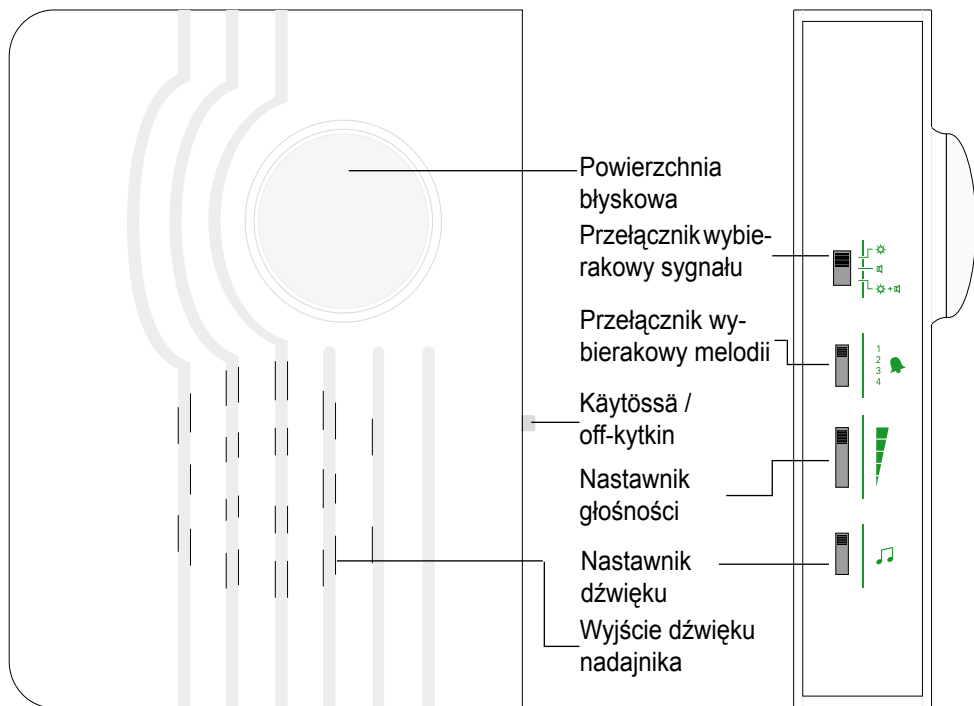 Powierzchnia
błyskowa
Przełącznik wybie-
rakowy sygnału
Przełącznik wy-
bierakowy melodii
Käytössä /
off-kytkin
Nastawnik
głośności
Nastawnik
dźwięku
Wyjście dźwięku
nadajnika
+
1
2
3
4